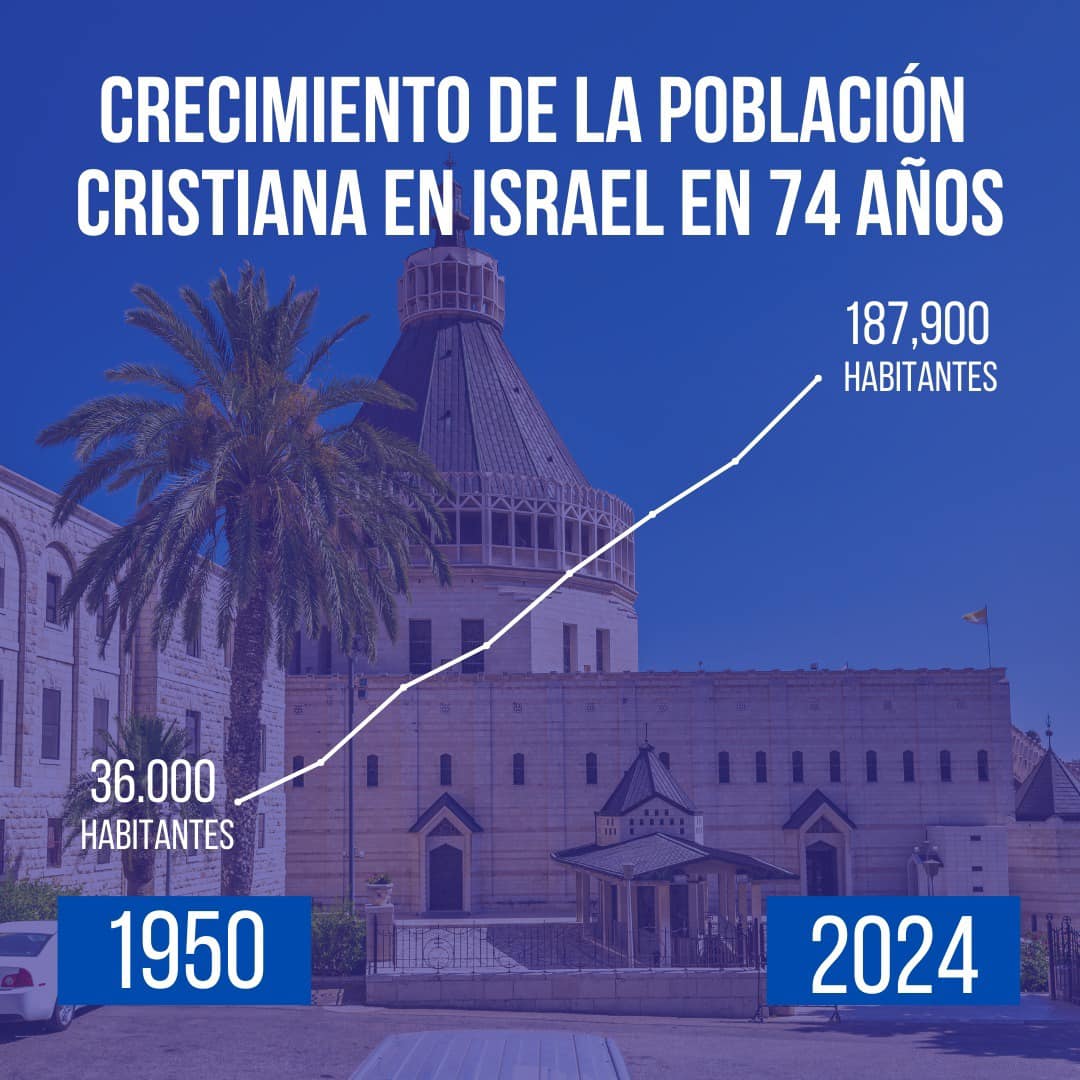 CRECIMIENTO DE LA POBLACIÓN
CRISTIANA EN ISRAEL EN 74 AÑOS
187,900
HABITANTES
36.000
HABITANTES
1950
2024